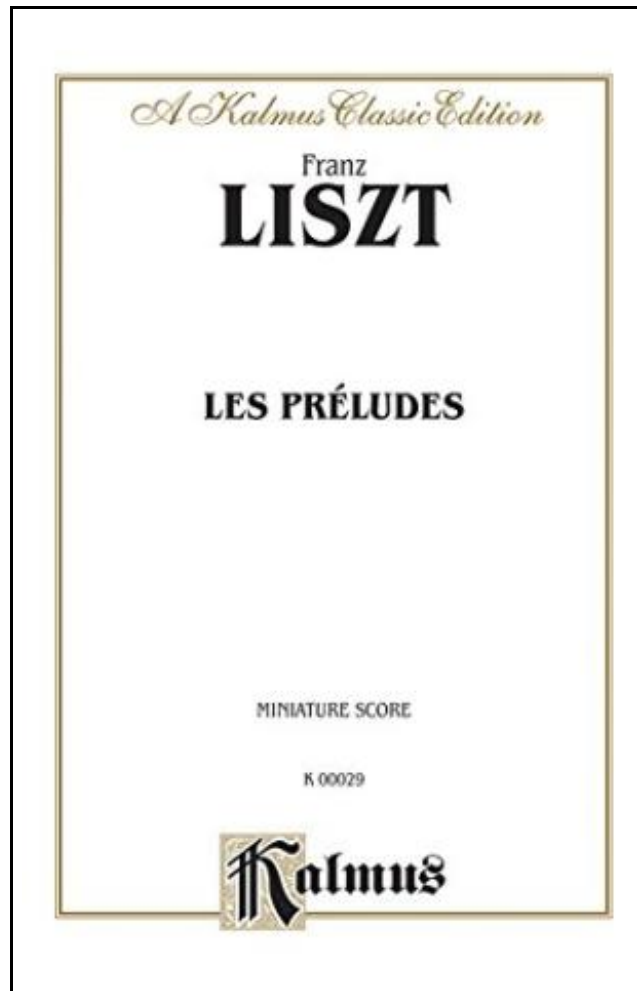 A Kalmus Classic Edition
Franz
LISZT
LES PRÉLUDES
MINIATURE SCORE
K 00029
Kalmus